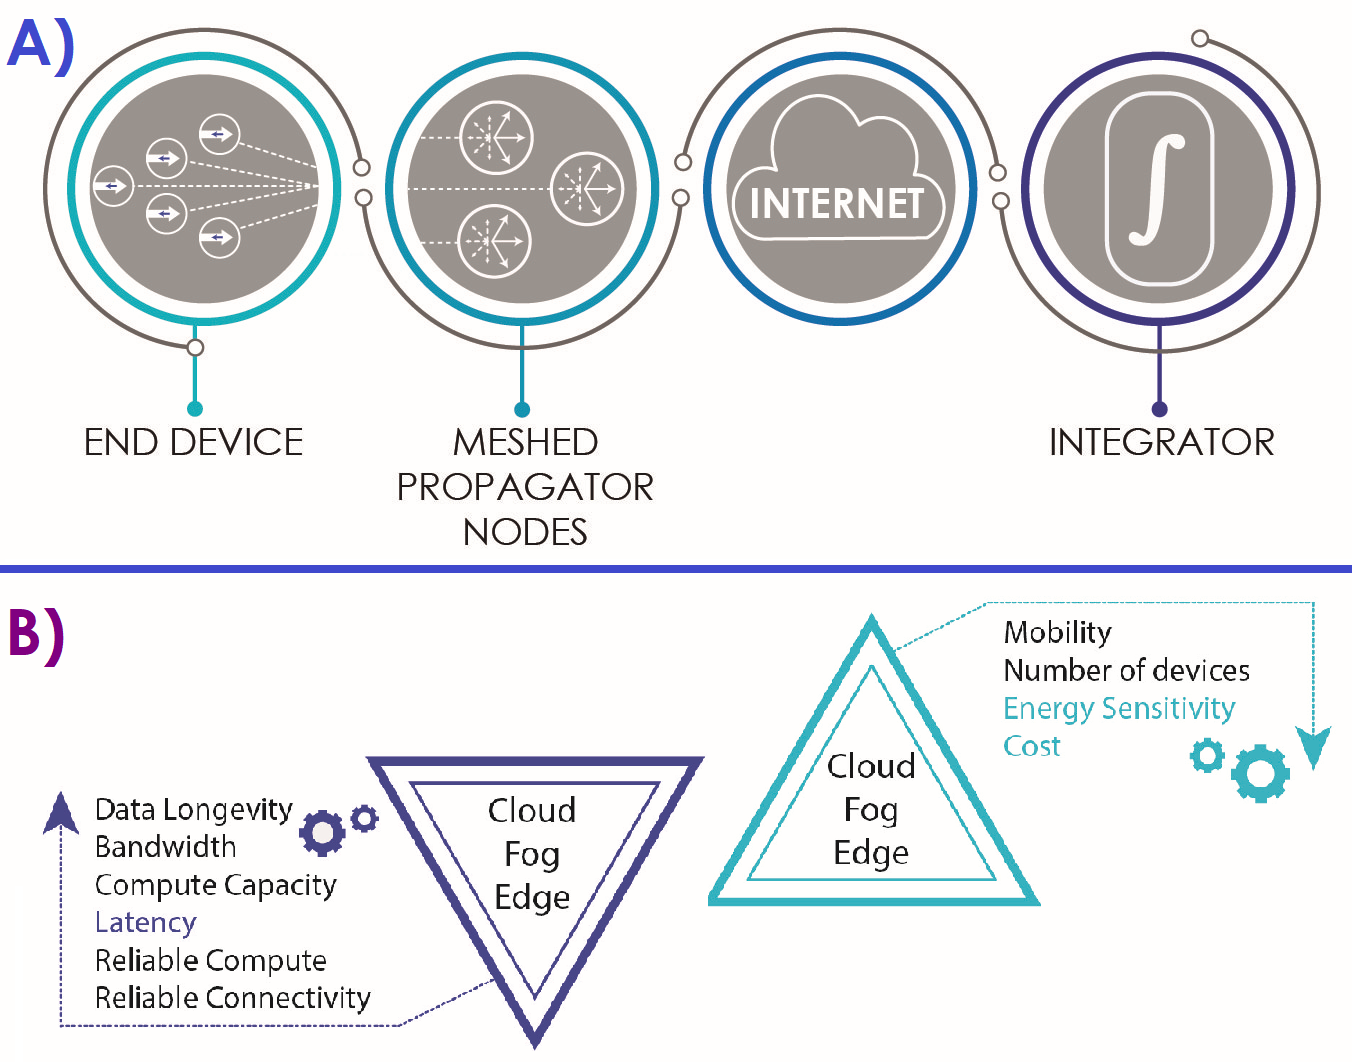 A)
INTERNET
∫
END DEVICE
MESHED
PROPAGATOR
NODES
INTEGRATOR
B)
Mobility
Number of devices
Energy Sensitivity
Cost
Cloud
Fog
Edge
Data Longevity
Bandwidth
Compute Capacity
Latency
Reliable Compute
Reliable Connectivity
Cloud
Fog
Edge